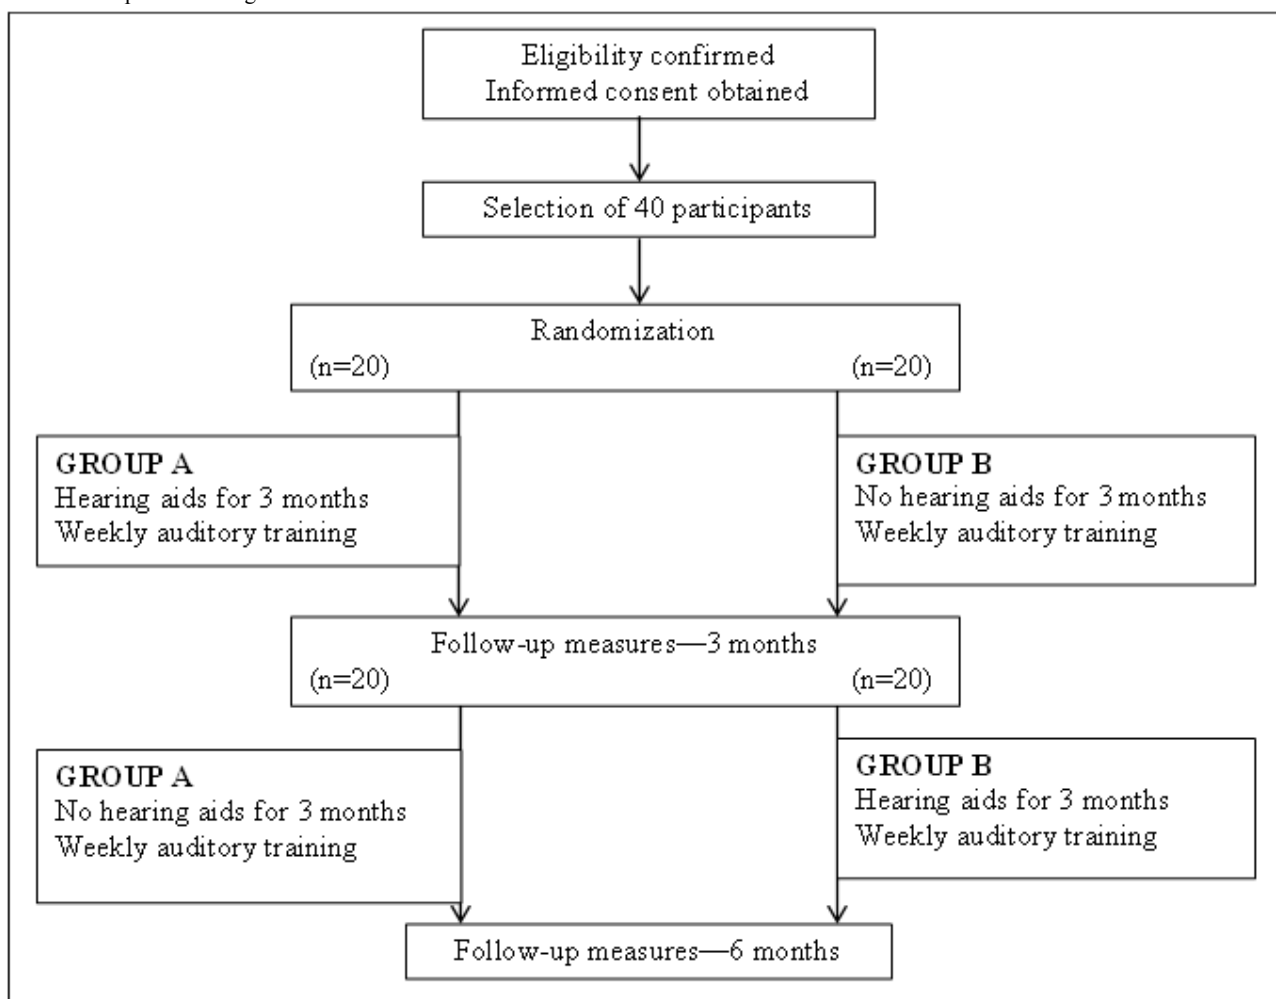 Eligibility confirmed
Informed consent obtained
Selection of 40 participants
Randomization
(n=20) (n=20)
GROUP A
Hearing aids for 3 months
Weekly auditory training
GROUP B
No hearing aids for 3 months
Weekly auditory training
Follow-up measures—3 months
(n=20) (n=20)
GROUP A
No hearing aids for 3 months
Weekly auditory training
GROUP B
Hearing aids for 3 months
Weekly auditory training
Follow-up measures—6 months